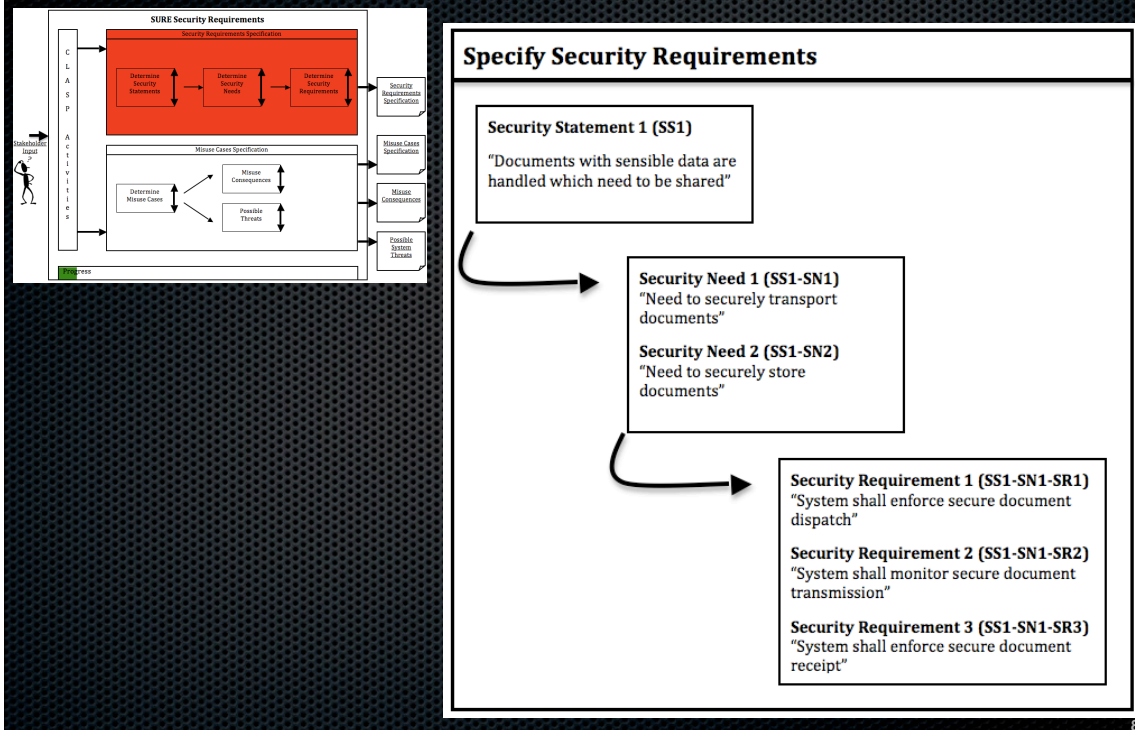 SURE Security Requirements
Security Requirements Specification
C
L
A
S
P
A
c
t
i
v
i
t
i
e
s
Determine
Security
Statements
Determine
Security
Needs
Determine
Security
Requirements
Security
Requirements
Specification
Stakeholder
Input
?
Misuse Cases Specification
Determine
Misuse Cases
Misuse
Consequences
Possible
Threats
Misuse Cases
Specification
Misuse
Consequences
Possible
System
Threats
Progress
Specify Security Requirements
Security Statement 1 (SS1)
“Documents with sensible data are
handled which need to be shared”
Security Need 1 (SS1-SN1)
“Need to securely transport
documents”
Security Need 2 (SS1-SN2)
“Need to securely store
documents”
Security Requirement 1 (SS1-SN1-SR1)
“System shall enforce secure document
dispatch”
Security Requirement 2 (SS1-SN1-SR2)
“System shall monitor secure document
transmission”
Security Requirement 3 (SS1-SN1-SR3)
“System shall enforce secure document
receipt”